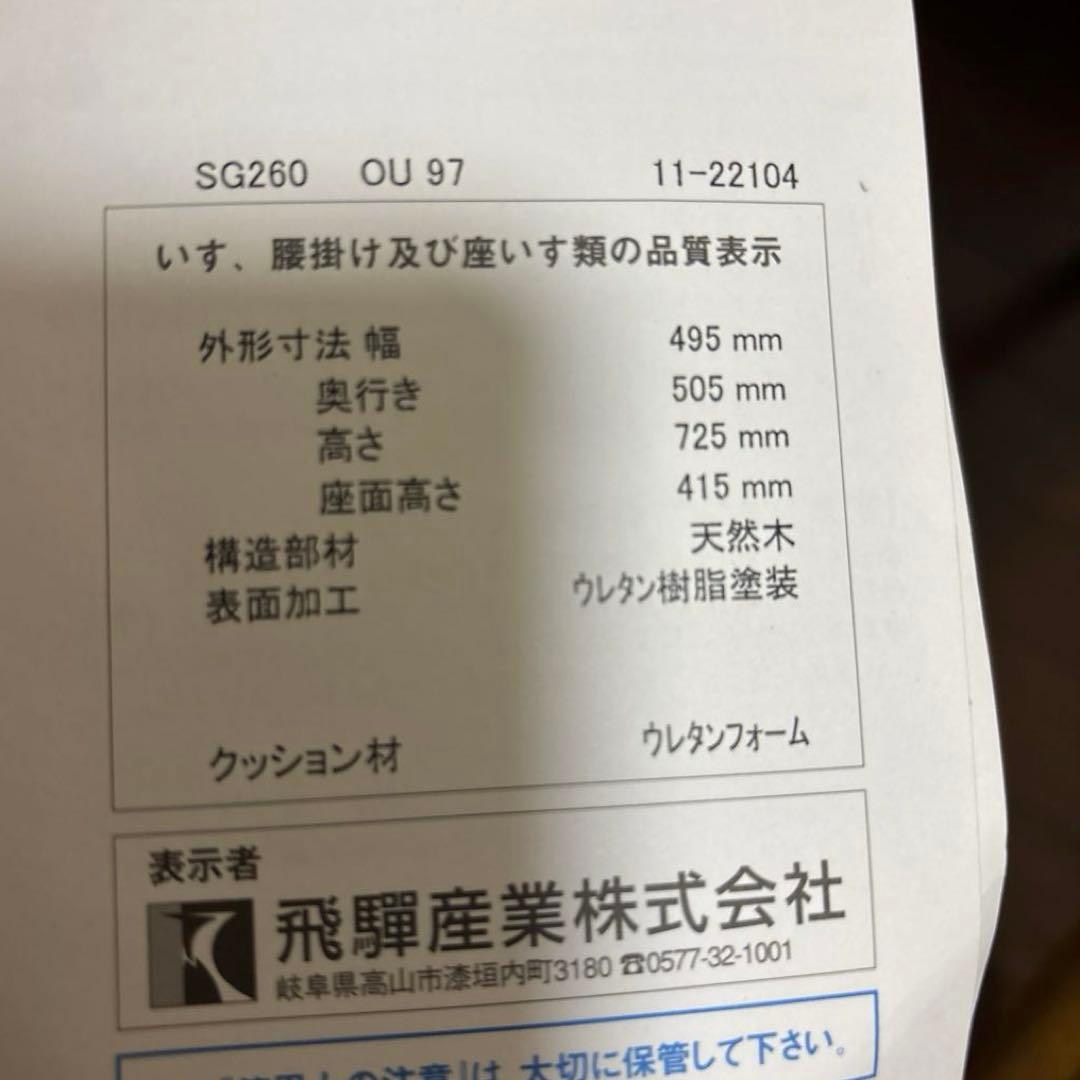 SG260 OU 97 11-22104
いす、腰掛け及び座いす類の品質表示
外形寸法 幅 495 mm
奥行き 505 mm
高さ 725 mm
座面高さ 415 mm
構造部材 天然木
表面加工 ウレタン樹脂塗装
クッション材 ウレタンフォーム
表示者
飛驒産業株式会社
岐阜県高山市漆垣内町3180 ☎0577-32-1001
の注意」は、大切に保管して下さい。